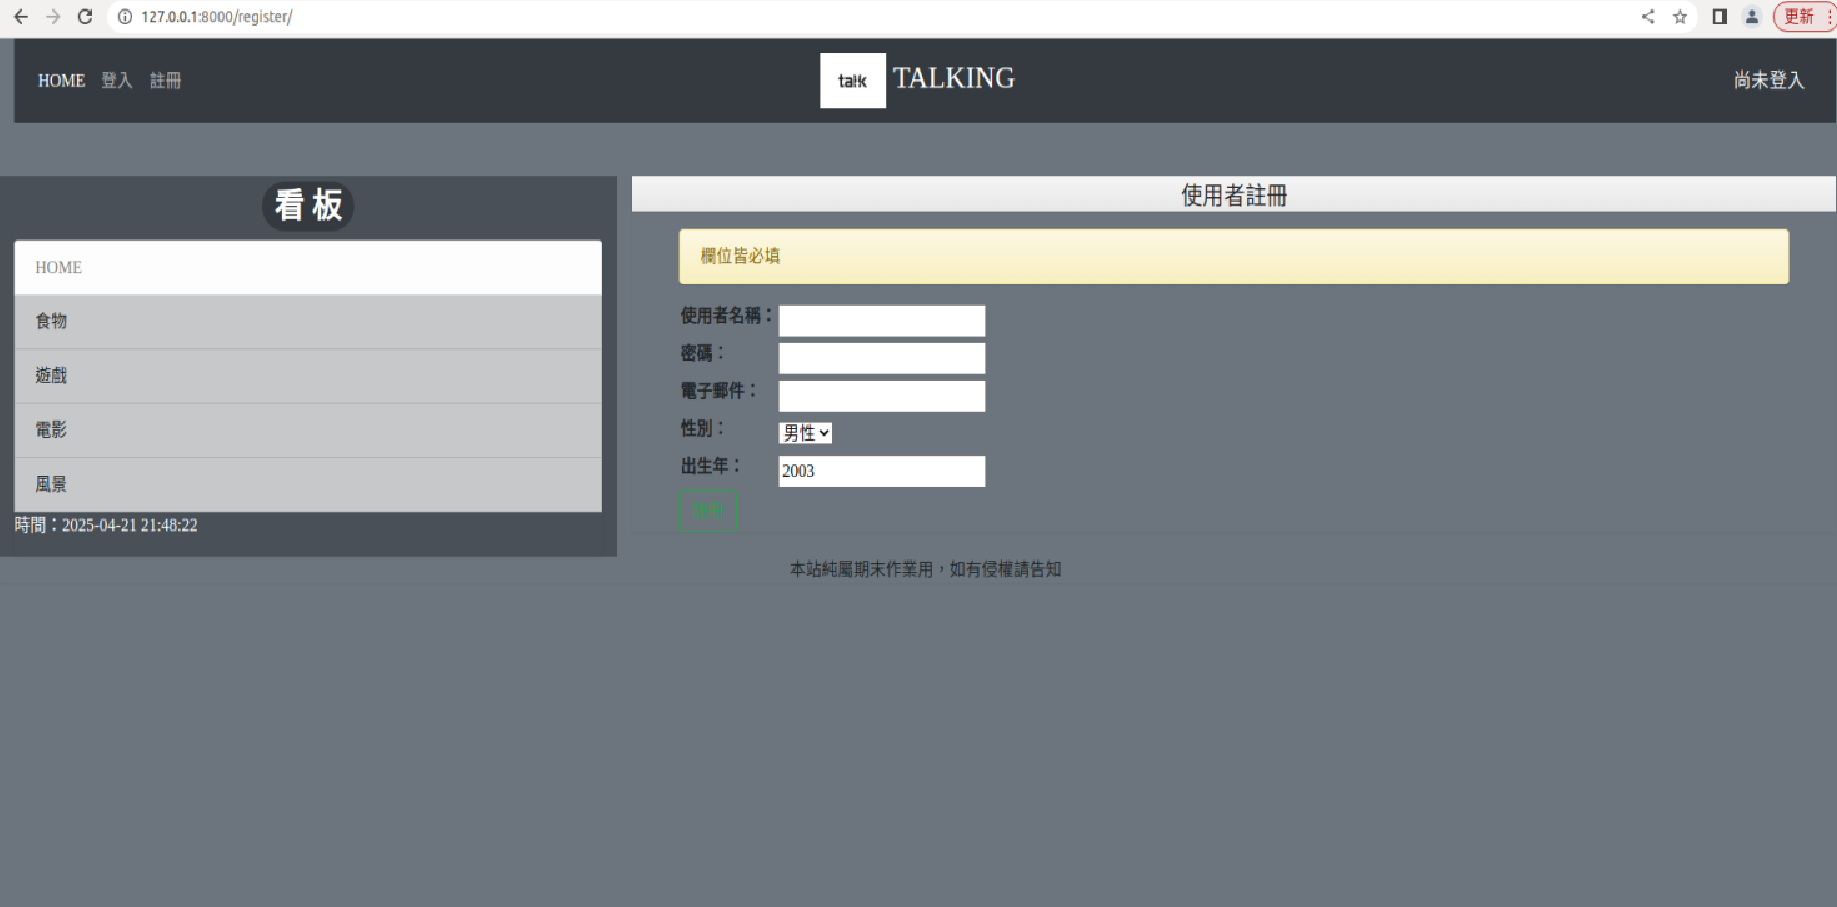 127.0.0.1:8000/register/
更新
HOME 登入 註冊
talk TALKING
尚未登入
看板
HOME
食物
遊戲
電影
風景
時間：2025-04-21 21:48:22
使用者註冊
欄位皆必填
使用者名稱：
密碼：
電子郵件：
性別： 男性
出生年： 2003
註冊
本站純屬期末作業用，如有侵權請告知